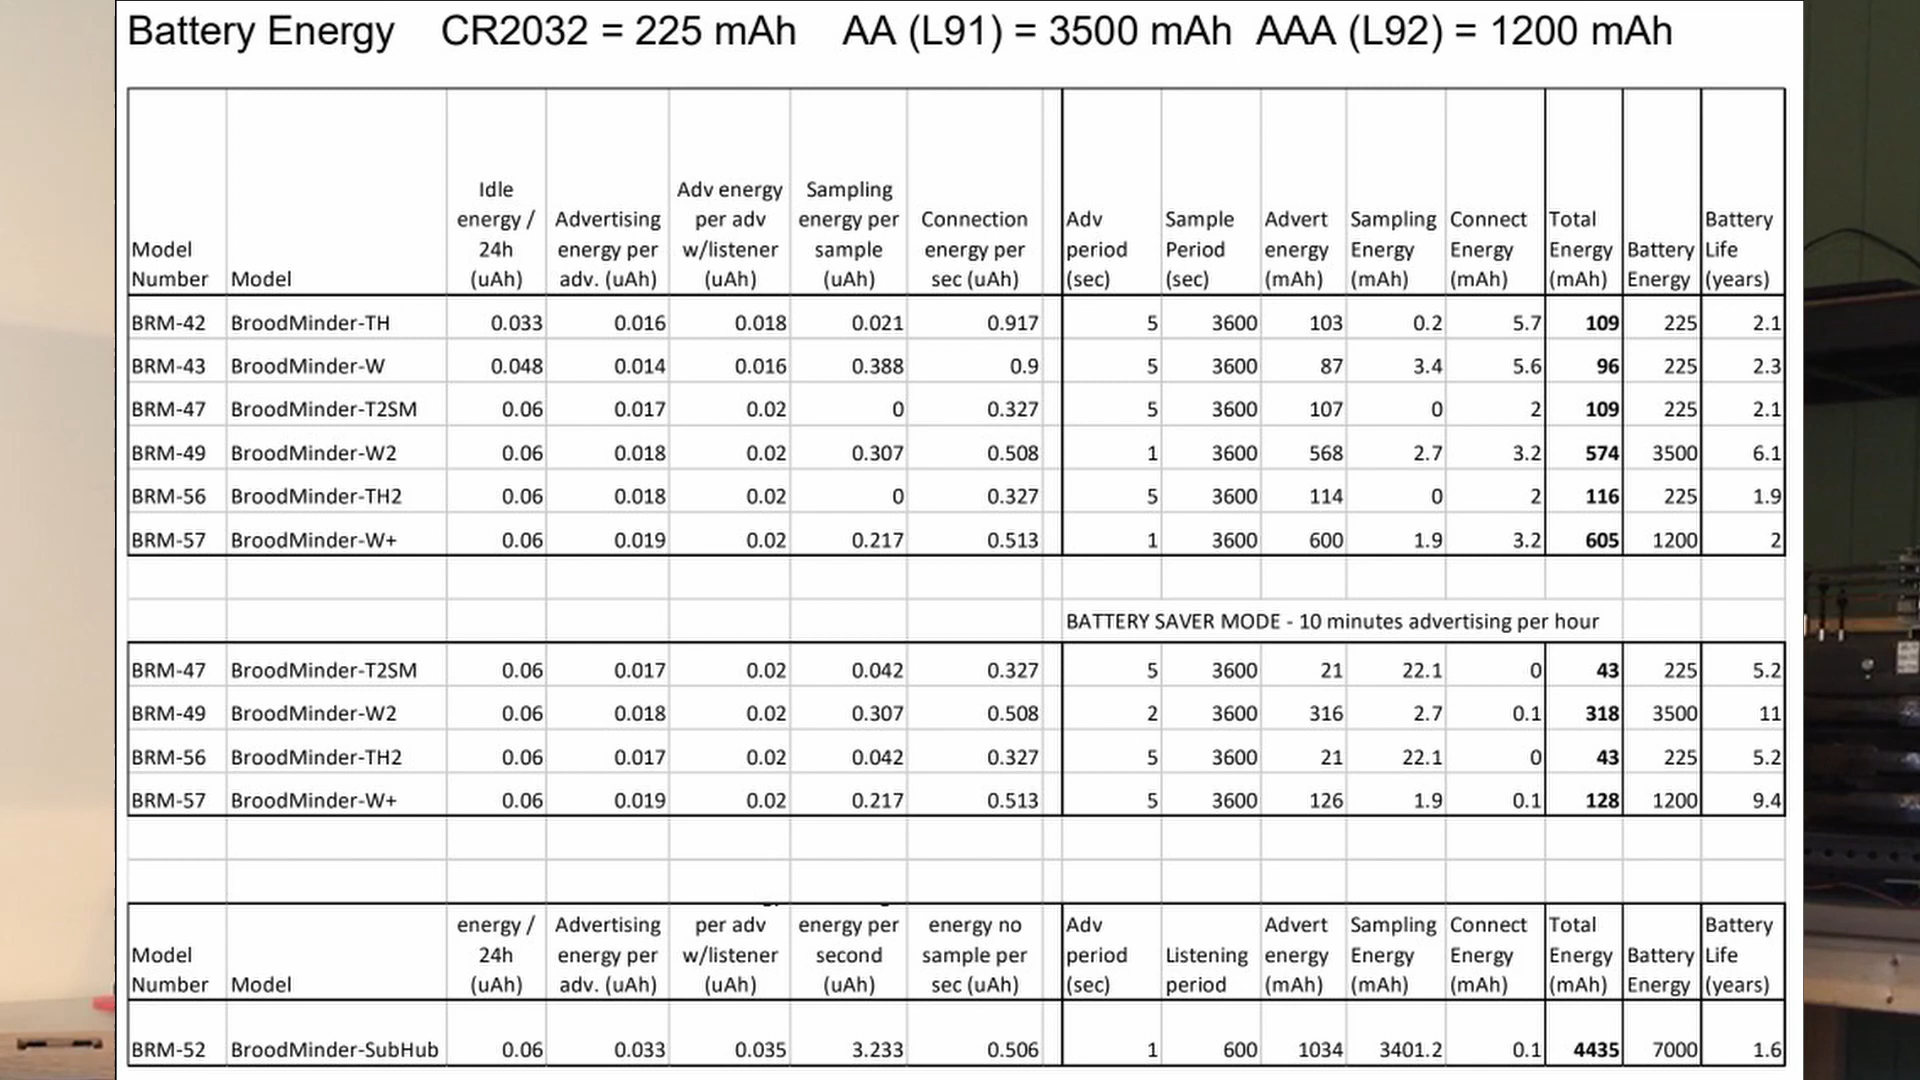 Battery Energy CR2032 = 225 mAh AA (L91) = 3500 mAh AAA (L92) = 1200 mAh
Model Number Model Idle energy / 24h (uAh) Advertising energy per adv. (uAh) Adv energy per adv w/listener (uAh) Sampling energy per sample (uAh) Connection energy per sec (uAh) Adv period (sec) Sample Period (sec) Advert energy (mAh) Sampling Energy (mAh) Connect Energy (mAh) Total Energy (mAh) Battery Energy Battery Life (years)
BRM-42 BroodMinder-TH 0.033 0.016 0.018 0.021 0.917 5 3600 103 0.2 5.7 109 225 2.1
BRM-43 BroodMinder-W 0.048 0.014 0.016 0.388 0.9 5 3600 87 3.4 5.6 96 225 2.3
BRM-47 BroodMinder-T2SM 0.06 0.017 0.02 0 0.327 5 3600 107 0 2 109 225 2.1
BRM-49 BroodMinder-W2 0.06 0.018 0.02 0.307 0.508 1 3600 568 2.7 3.2 574 3500 6.1
BRM-56 BroodMinder-TH2 0.06 0.018 0.02 0 0.327 5 3600 114 0 2 116 225 1.9
BRM-57 BroodMinder-W+ 0.06 0.019 0.02 0.217 0.513 1 3600 600 1.9 3.2 605 1200 2
BATTERY SAVER MODE - 10 minutes advertising per hour
BRM-47 BroodMinder-T2SM 0.06 0.017 0.02 0.042 0.327 5 3600 21 22.1 0 43 225 5.2
BRM-49 BroodMinder-W2 0.06 0.018 0.02 0.307 0.508 2 3600 316 2.7 0.1 318 3500 11
BRM-56 BroodMinder-TH2 0.06 0.017 0.02 0.042 0.327 5 3600 21 22.1 0 43 225 5.2
BRM-57 BroodMinder-W+ 0.06 0.019 0.02 0.217 0.513 5 3600 126 1.9 0.1 128 1200 9.4
Model Number Model energy / 24h (uAh) Advertising energy per adv. (uAh) per adv w/listener (uAh) energy per second (uAh) energy no sample per sec (uAh) Adv period (sec) Listening period Advert energy (mAh) Sampling Energy (mAh) Connect Energy (mAh) Total Energy (mAh) Battery Energy Battery Life (years)
BRM-52 BroodMinder-SubHub 0.06 0.033 0.035 3.233 0.506 1 600 1034 3401.2 0.1 4435 7000 1.6